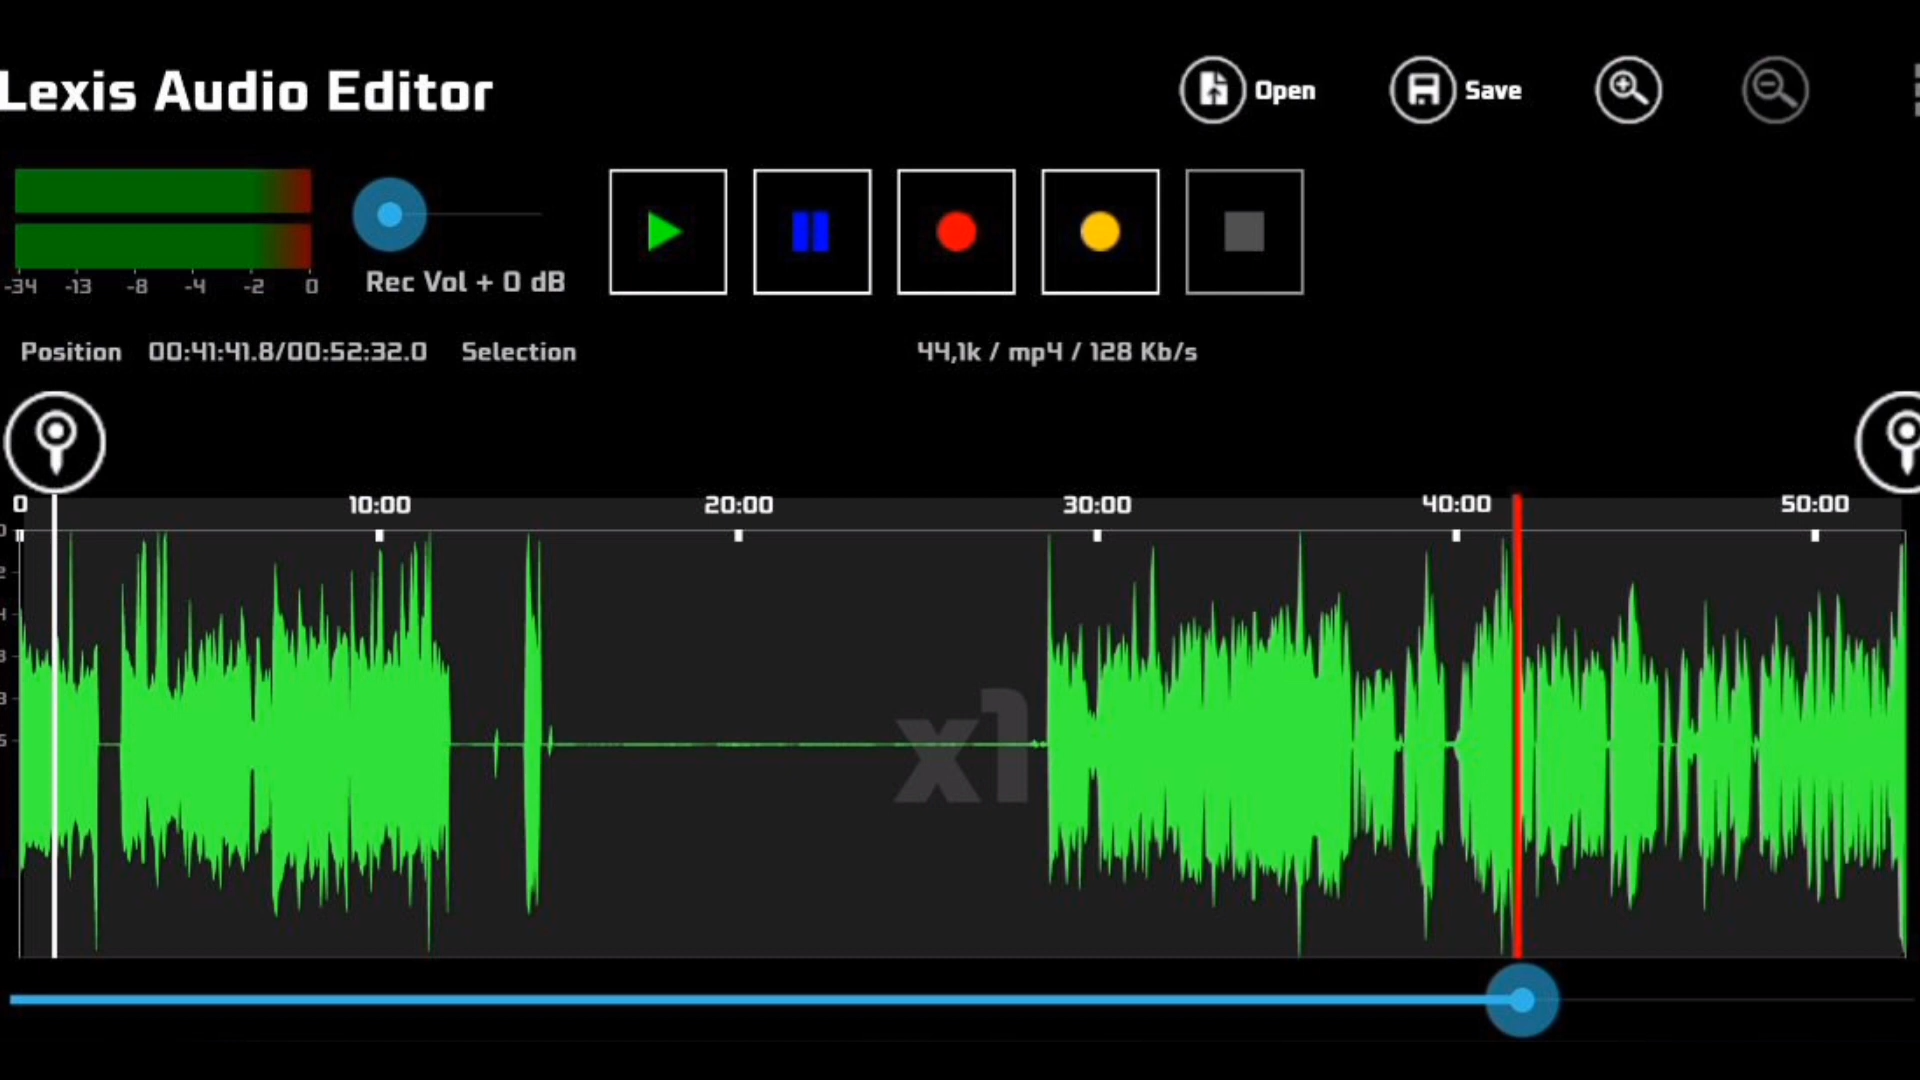 Lexis Audio Editor
Open
Save
-34 -13 -8 -4 -2 0
Rec Vol + 0 dB
Position 00:41:41.8/00:52:32.0 Selection 44,1k / mp4 / 128 Kb/s
0 10:00 20:00 30:00 40:00 50:00
x1